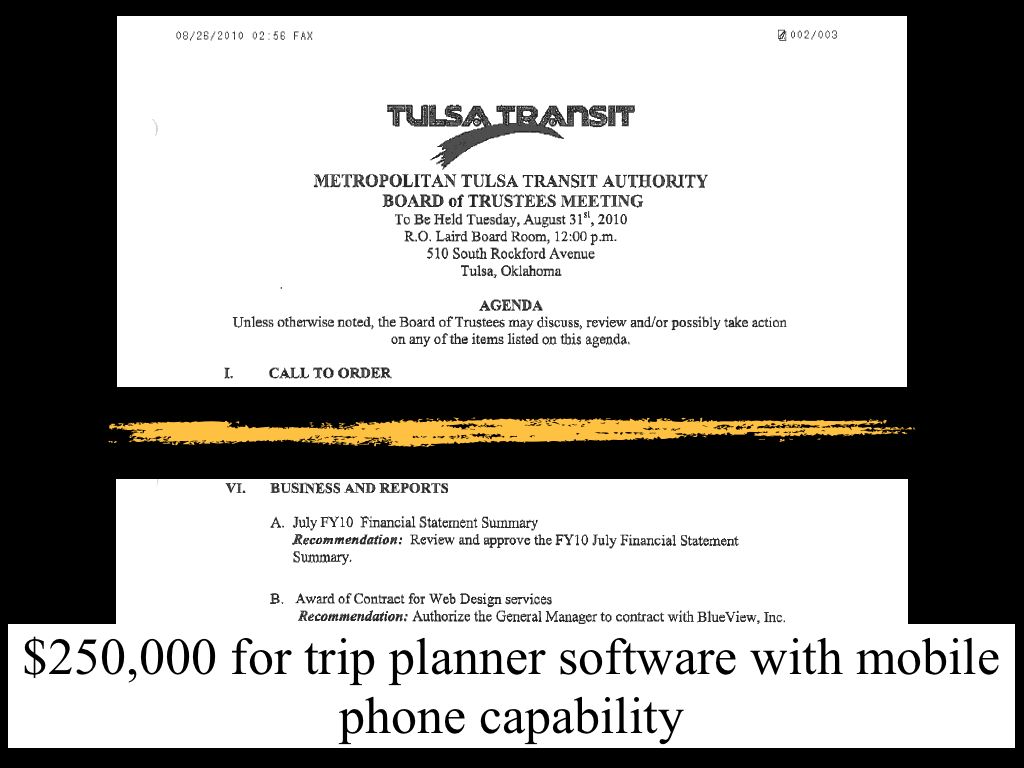 08/26/2010 02:56 FAX
002/003
TULSA TRANSIT
METROPOLITAN TULSA TRANSIT AUTHORITY
BOARD of TRUSTEES MEETING
To Be Held Tuesday, August 31st, 2010
R.O. Laird Board Room, 12:00 p.m.
510 South Rockford Avenue
Tulsa, Oklahoma
AGENDA
Unless otherwise noted, the Board of Trustees may discuss, review and/or possibly take action
on any of the items listed on this agenda.
I. CALL TO ORDER
VI. BUSINESS AND REPORTS
A. July FY10 Financial Statement Summary
Recommendation: Review and approve the FY10 July Financial Statement
Summary.
B. Award of Contract for Web Design services
Recommendation: Authorize the General Manager to contract with BlueView, Inc.
$250,000 for trip planner software with mobile
phone capability